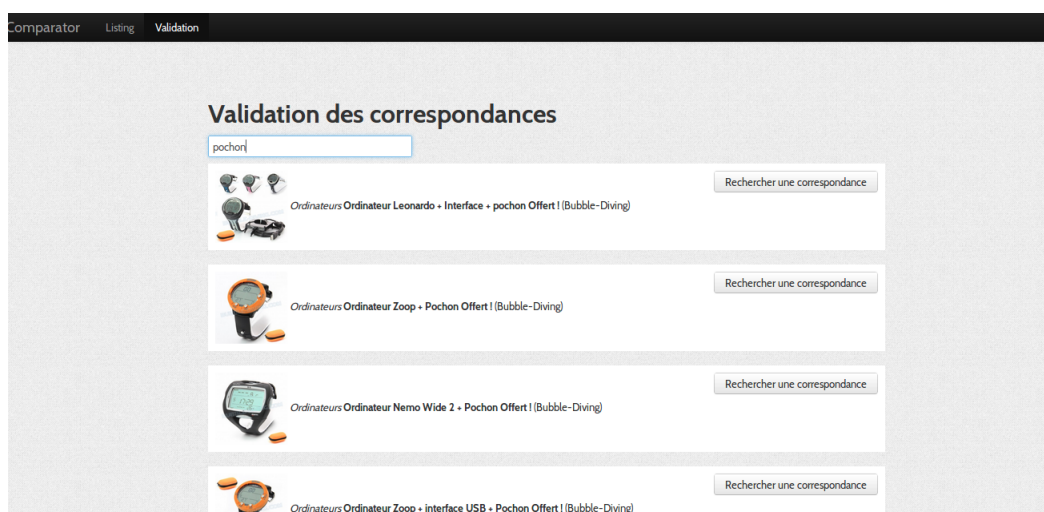 Comparator Listing Validation
Validation des correspondances
pochon
Rechercher une correspondance
Ordinateurs Ordinateur Leonardo + Interface + pochon Offert ! (Bubble-Diving)
Rechercher une correspondance
Ordinateurs Ordinateur Zoop + Pochon Offert ! (Bubble-Diving)
Rechercher une correspondance
Ordinateurs Ordinateur Nemo Wide 2 + Pochon Offert ! (Bubble-Diving)
Rechercher une correspondance
Ordinateurs Ordinateur Zoop + interface USB + Pochon Offert ! (Bubble-Diving)